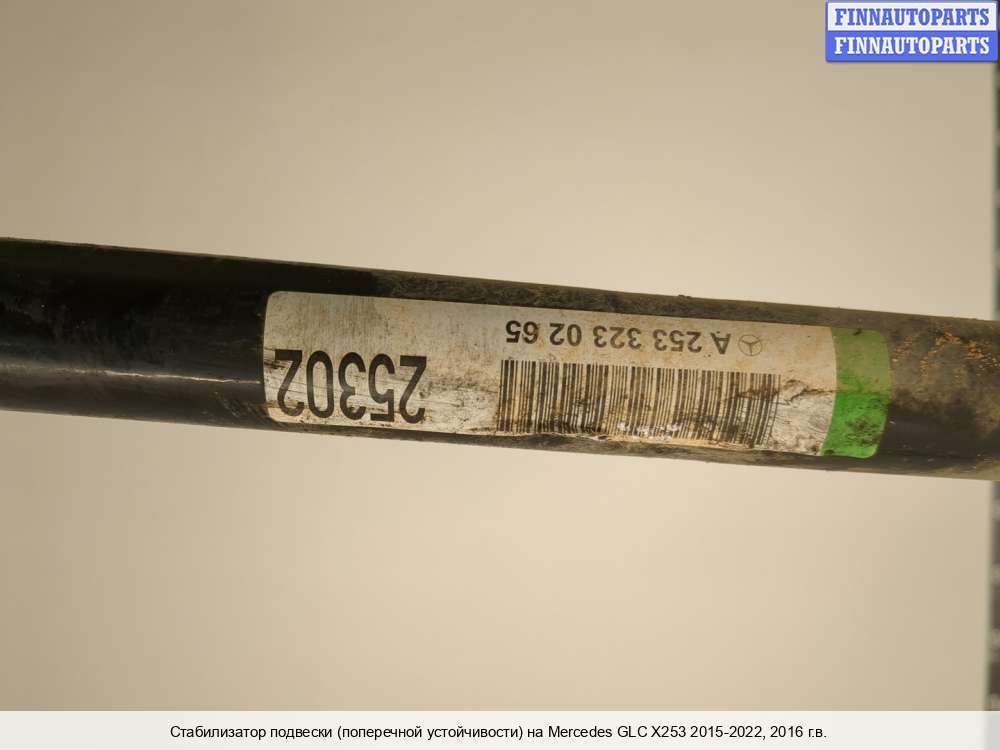 FINNAUTOPARTS
FINNAUTOPARTS
A 253 323 02 65
25302
Стабилизатор подвески (поперечной устойчивости) на Mercedes GLC X253 2015-2022, 2016 г.в.